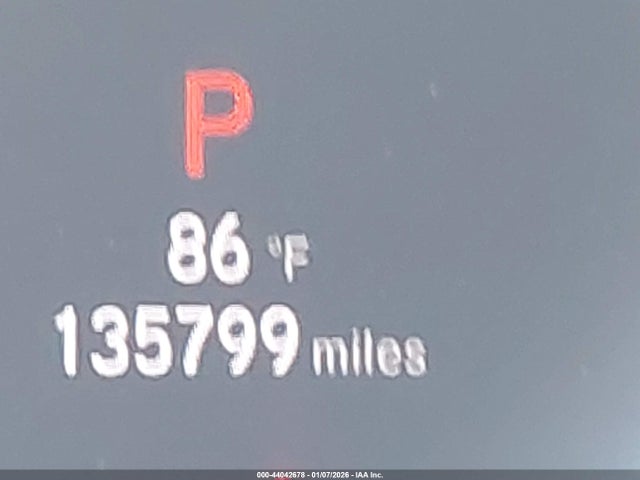 P
86 °F
135799 miles
000-44042678 - 01/07/2026 - IAA Inc.